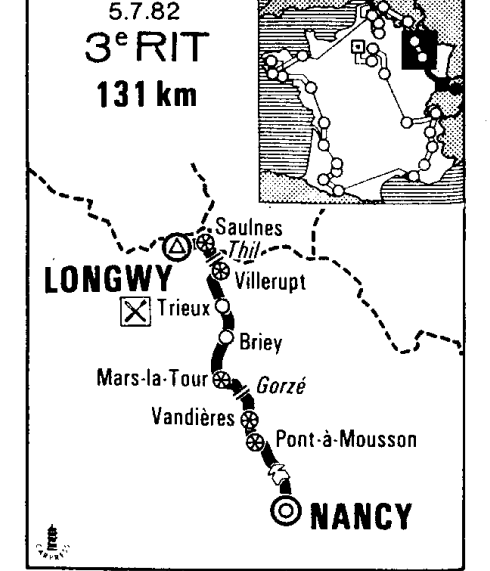 5.7.82
3e RIT
131 km
Saulnes
Thil
LONGWY
Villerupt
Trieux
Briey
Mars-la-Tour
Gorzé
Vandières
Pont-à-Mousson
NANCY